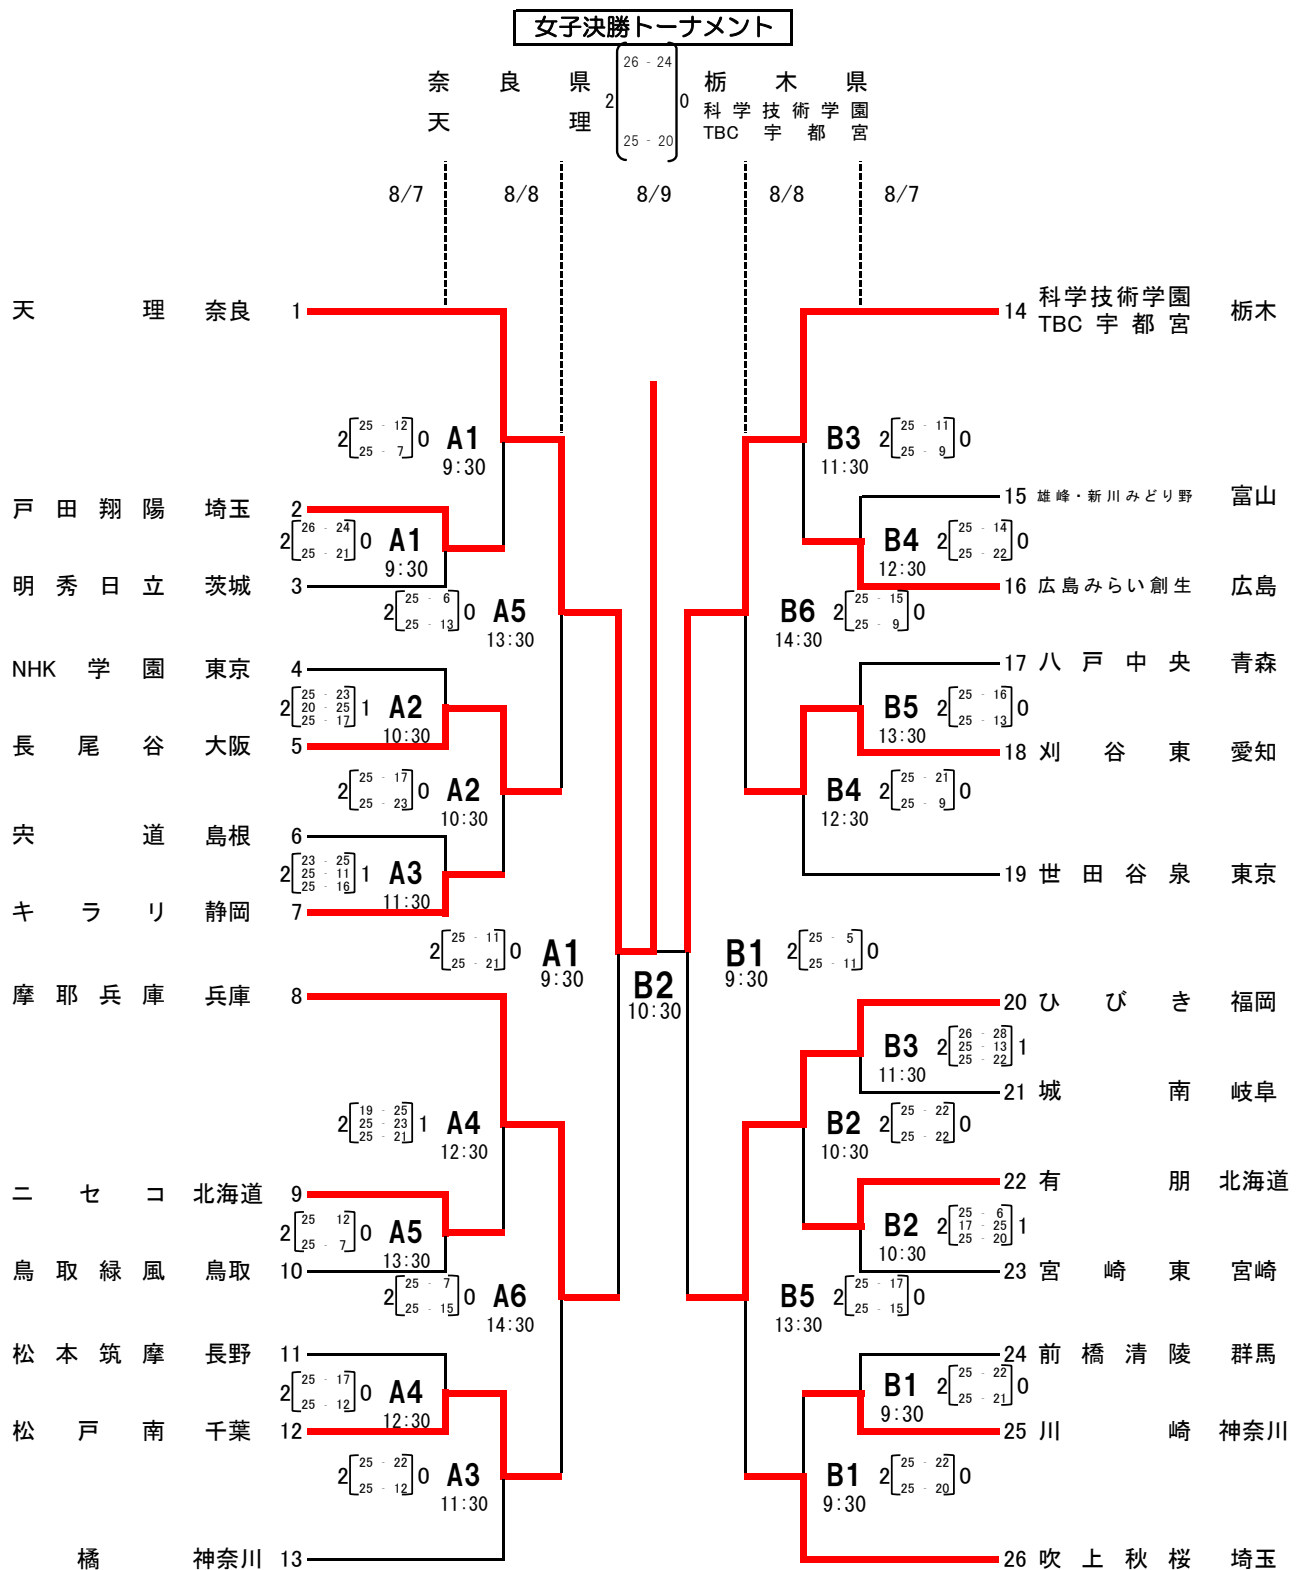 女子決勝トーナメント
奈良県 天理 2 26 - 24 25 - 20 0 栃木県 科学技術学園 TBC宇都宮
8/7 8/8 8/9 8/8 8/7
天理 奈良 1
2 25 - 12 25 - 7 0 A1 9:30
戸田翔陽 埼玉 2
2 26 - 24 25 - 21 0 A1 9:30
明秀日立 茨城 3
2 25 - 6 25 - 13 0 A5 13:30
NHK学園 東京 4
2 25 - 23 20 - 25 25 - 17 1 A2 10:30
長尾谷 大阪 5
2 25 - 17 25 - 23 0 A2 10:30
宍道 島根 6
2 23 - 25 25 - 11 25 - 16 1 A3 11:30
キラリ 静岡 7
2 25 - 11 25 - 21 0 A1 9:30
摩耶兵庫 兵庫 8
2 19 - 25 25 - 23 25 - 21 1 A4 12:30
ニセコ 北海道 9
2 25 12 25 - 7 0 A5 13:30
鳥取緑風 鳥取 10
2 25 - 7 25 - 15 0 A6 14:30
松本筑摩 長野 11
2 25 - 17 25 - 12 0 A4 12:30
松戸南 千葉 12
2 25 - 22 25 - 12 0 A3 11:30
橘 神奈川 13
B2 10:30
14 科学技術学園 TBC宇都宮 栃木
B3 11:30 2 25 - 11 25 - 9 0
15 雄峰・新川みどり野 富山
B4 12:30 2 25 - 14 25 - 22 0
16 広島みらい創生 広島
B6 14:30 2 25 - 15 25 - 9 0
17 八戸中央 青森
B5 13:30 2 25 - 16 25 - 13 0
18 刈谷東 愛知
B4 12:30 2 25 - 21 25 - 9 0
19 世田谷泉 東京
B1 9:30 2 25 - 5 25 - 11 0
20 ひびき 福岡
B3 11:30 2 26 - 28 25 - 13 25 - 22 1
21 城南 岐阜
B2 10:30 2 25 - 22 25 - 22 0
22 有朋 北海道
B2 10:30 2 25 - 6 17 - 25 25 - 20 1
23 宮崎東 宮崎
B5 13:30 2 25 - 17 25 - 15 0
24 前橋清陵 群馬
B1 9:30 2 25 - 22 25 - 21 0
25 川崎 神奈川
B1 9:30 2 25 - 22 25 - 20 0
26 吹上秋桜 埼玉